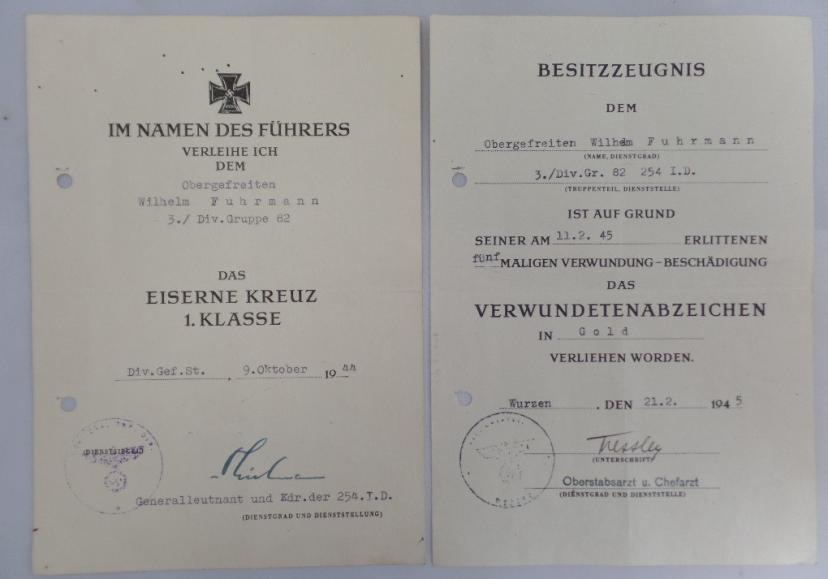 IM NAMEN DES FÜHRERS
VERLEIHE ICH
DEM
Obergefreiten
Wilhelm Fuhrmann
3./ Div.Gruppe 82
DAS
EISERNE KREUZ
1. KLASSE
Div.Gef.St. , 9.Oktober 1944
(DIENSTSIEGEL)
Generalleutnant und Kdr.der 254.I.D.
(DIENSTGRAD UND DIENSTSTELLUNG)
BESITZZEUGNIS
DEM
Obergefreiten Wilhelm Fuhrmann
(NAME, DIENSTGRAD)
3./Div.Gr. 82 254 I.D.
(TRUPPENTEIL, DIENSTSTELLE)
IST AUF GRUND
SEINER AM 11.2. 45 ERLITTENEN
fünf MALIGEN VERWUNDUNG–BESCHÄDIGUNG
DAS
VERWUNDETENABZEICHEN
IN Gold
VERLIEHEN WORDEN.
Wurzen , DEN 21.2. 1945
(UNTERSCHRIFT)
Oberstabsarzt u. Chefarzt
(DIENSTGRAD UND DIENSTSTELLE)